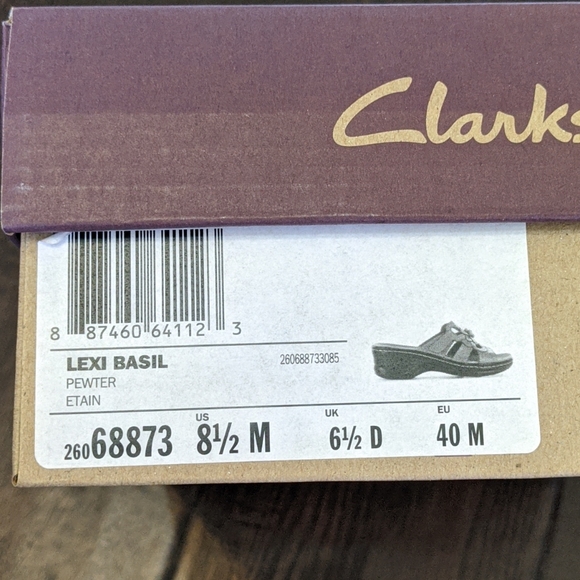 Clarks
8 87460 64112 3
LEXI BASIL
260688733085
PEWTER
ETAIN
26068873
US
8½ M
UK
6½ D
EU
40 M